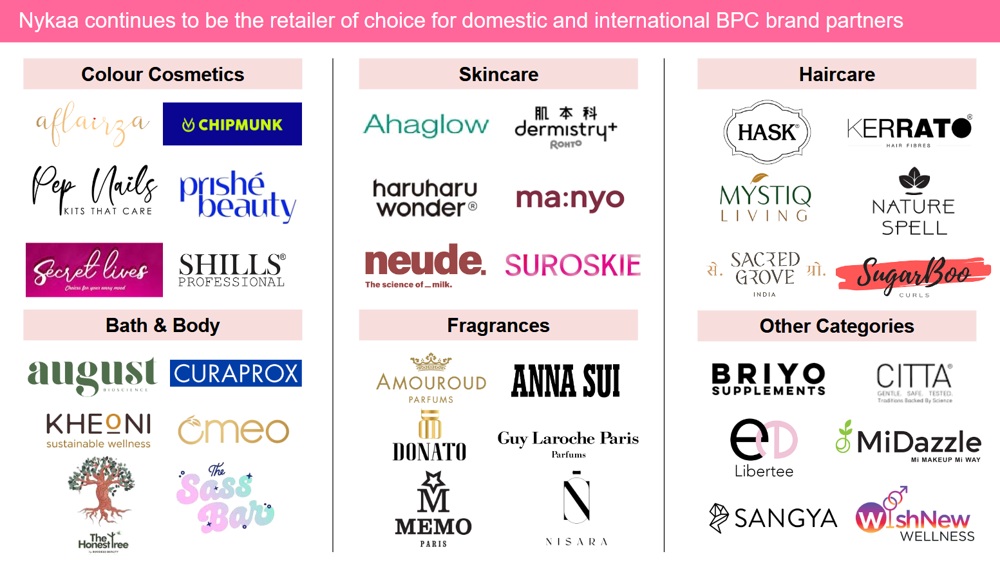 Nykaa continues to be the retailer of choice for domestic and international BPC brand partners
Colour Cosmetics
aflairza
CHIPMUNK
Pep Nails
KITS THAT CARE
prishé
beauty
Secret lives
Choices for your every mood
SHILLS®
PROFESSIONAL
Skincare
Ahaglow
肌本科
dermistry+
ROHTO
haruharu
wonder®
ma:nyo
neude.
The science of _ milk.
SUROSKIE
Haircare
HASK®
KERRATO®
HAIR FIBRES
MYSTIQ
LIVING
NATURE
SPELL
से. SACRED ग्रो.
GROVE
INDIA
SugarBoo
CURLS
Bath & Body
august
BIOSCIENCE
CURAPROX
KHEONI
sustainable wellness
omeo
The
Honest Tree
by BODDESS BEAUTY
The
Sass
Bar
Fragrances
AMOUROUD
PARFUMS
ANNA SUI
DONATO
Guy Laroche Paris
Parfums
M
MEMO
PARIS
N
NISARA
Other Categories
BRIYO
SUPPLEMENTS
CITTA®
GENTLE. SAFE. TESTED.
Traditions Backed By Science
Libertee
MiDazzle
Mi MAKEUP Mi WAY
SANGYA
WishNew
WELLNESS